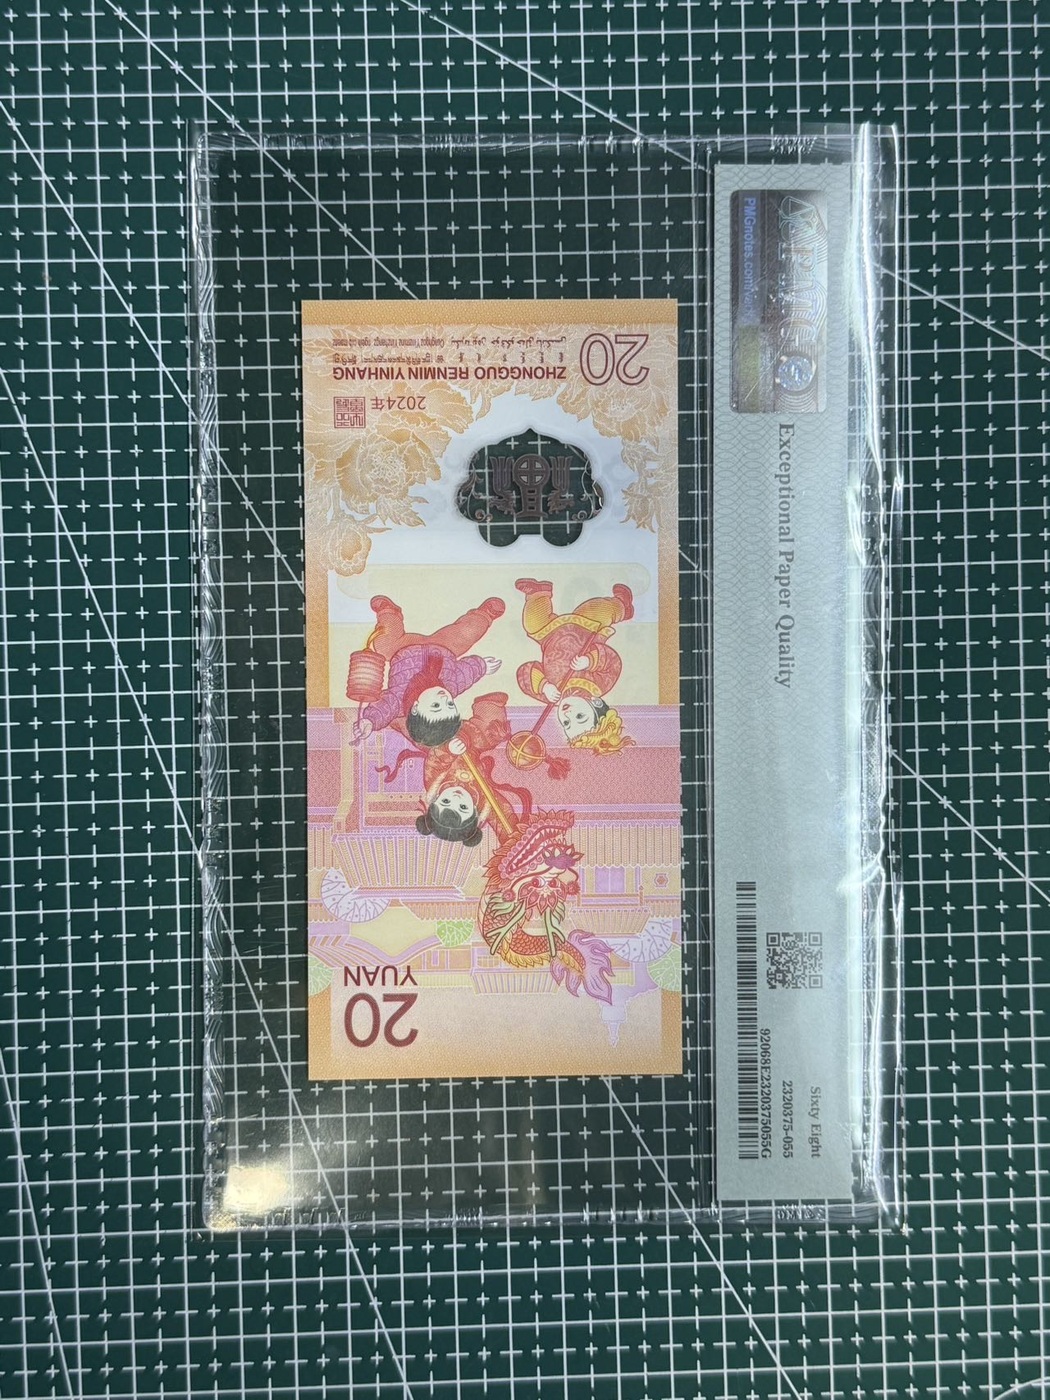 20
YUAN
2024年
ZHONGGUO RENMIN YINHANG
20
PMG
PMGnotes.com
Exceptional Paper Quality
Sixty Eight
2320375-055
92068E2320375055G